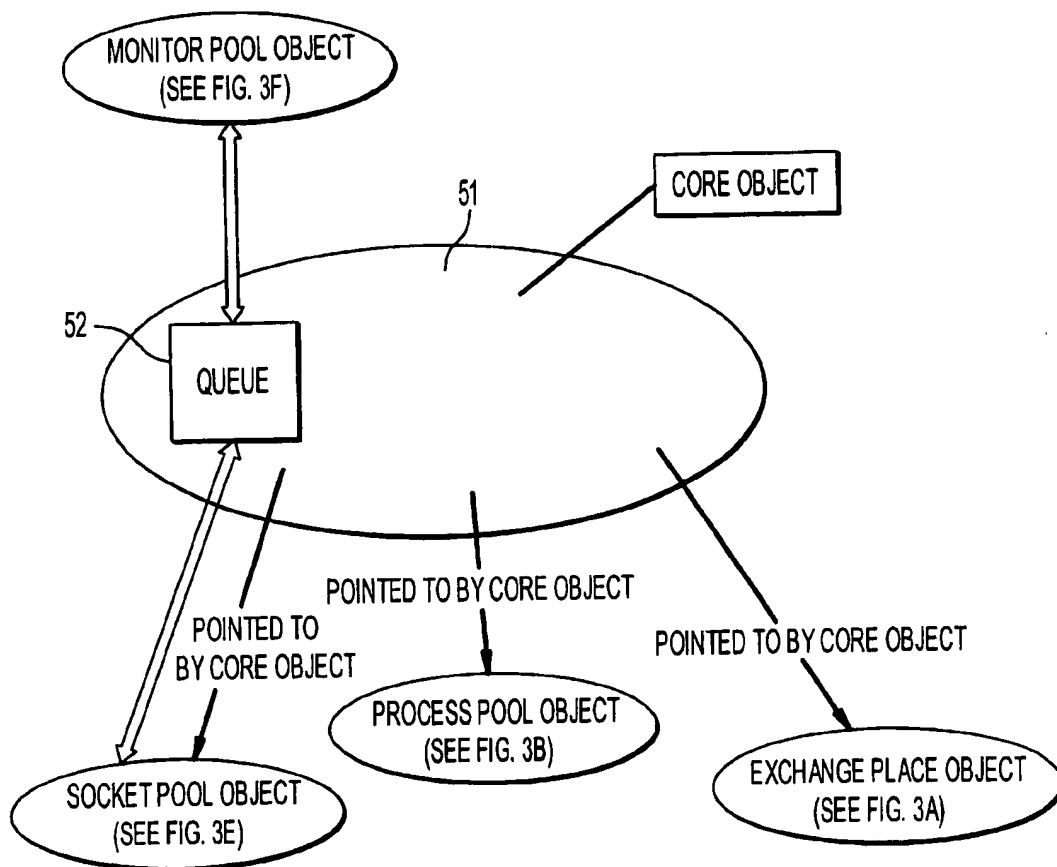 MONITOR POOL OBJECT
(SEE FIG. 3F)
51
CORE OBJECT
52
QUEUE
POINTED TO
BY CORE OBJECT
POINTED TO BY CORE OBJECT
POINTED TO BY CORE OBJECT
SOCKET POOL OBJECT
(SEE FIG. 3E)
PROCESS POOL OBJECT
(SEE FIG. 3B)
EXCHANGE PLACE OBJECT
(SEE FIG. 3A)